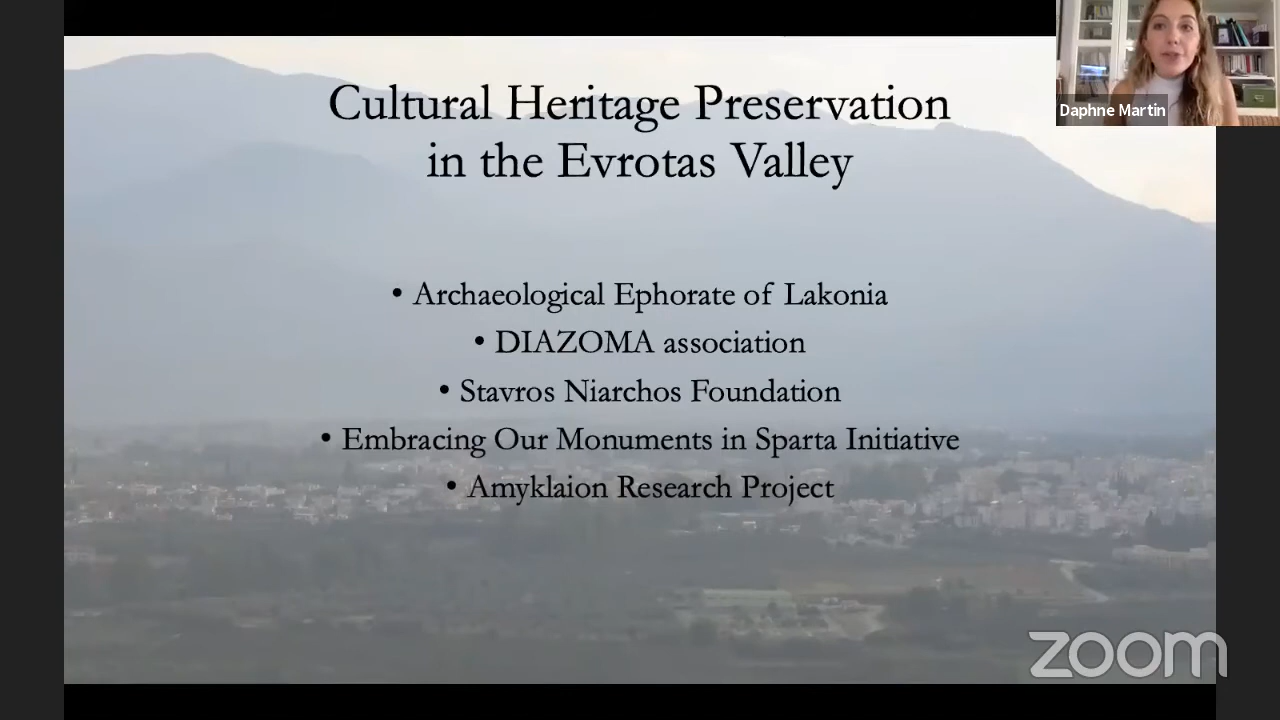 Cultural Heritage Preservation
in the Evrotas Valley
Daphne Martin
• Archaeological Ephorate of Lakonia
• DIAZOMA association
• Stavros Niarchos Foundation
• Embracing Our Monuments in Sparta Initiative
• Amyklaion Research Project
zoom